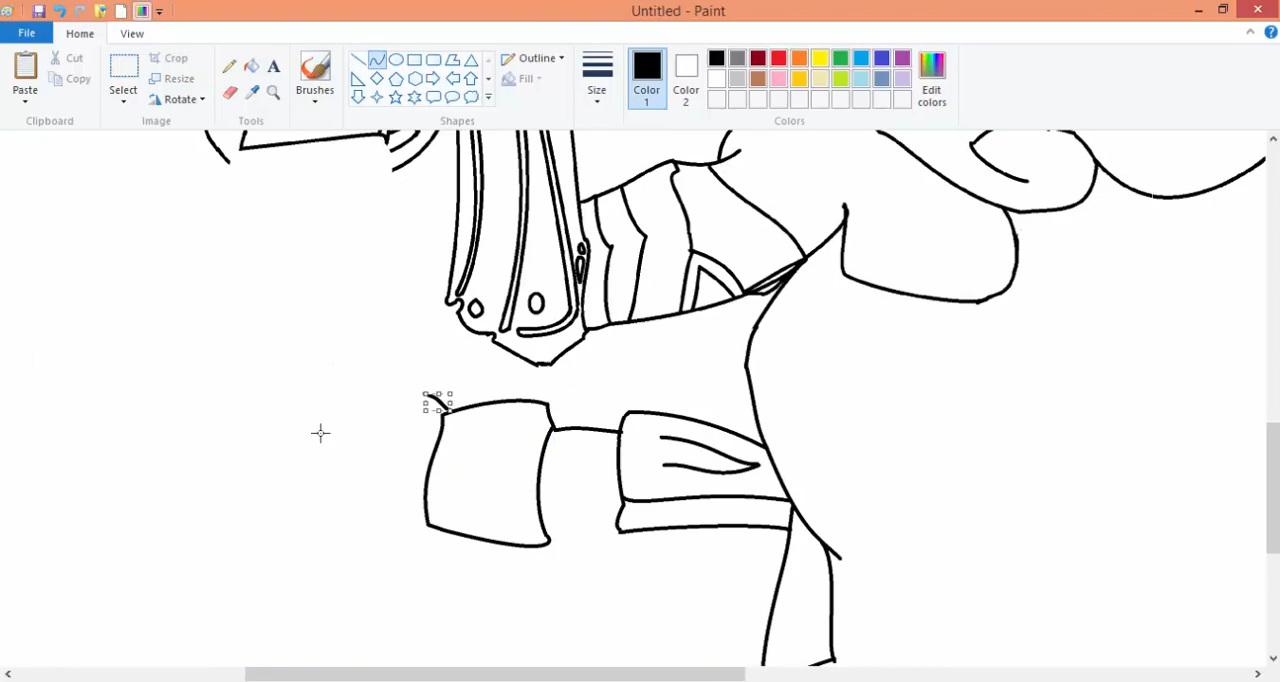 Untitled - Paint
File Home View
Paste Cut Copy Select Crop Resize Rotate Brushes Outline Fill Size Color 1 Color 2 Edit colors
Clipboard Image Tools Shapes Colors